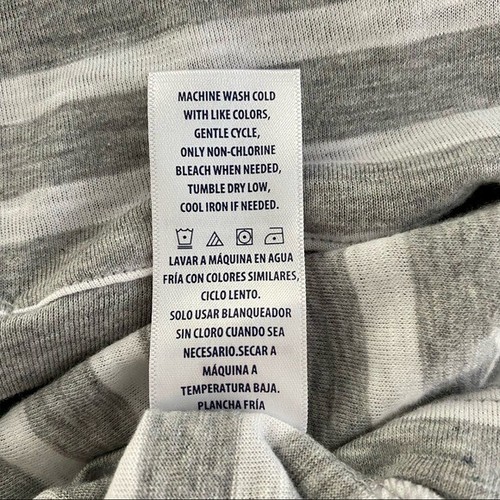 MACHINE WASH COLD
WITH LIKE COLORS,
GENTLE CYCLE,
ONLY NON-CHLORINE
BLEACH WHEN NEEDED,
TUMBLE DRY LOW,
COOL IRON IF NEEDED.
LAVAR A MÁQUINA EN AGUA
FRÍA CON COLORES SIMILARES,
CICLO LENTO.
SOLO USAR BLANQUEADOR
SIN CLORO CUANDO SEA
NECESARIO.SECAR A
MÁQUINA A
TEMPERATURA BAJA.
PLANCHA FRÍA